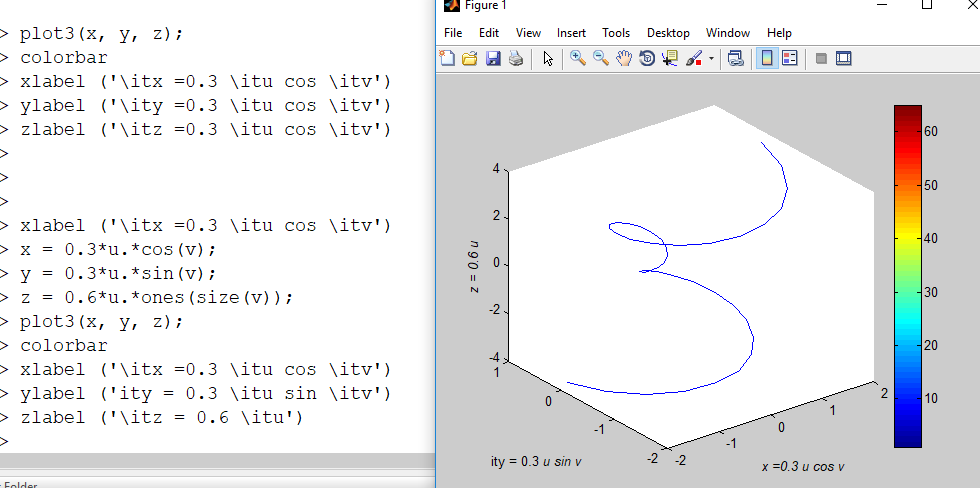 > plot3(x, y, z);
> colorbar
> xlabel ('\itx =0.3 \itu cos \itv')
> ylabel ('\ity =0.3 \itu cos \itv')
> zlabel ('\itz =0.3 \itu cos \itv')
>
>
>
> xlabel ('\itx =0.3 \itu cos \itv')
> x = 0.3*u.*cos(v);
> y = 0.3*u.*sin(v);
> z = 0.6*u.*ones(size(v));
> plot3(x, y, z);
> colorbar
> xlabel ('\itx =0.3 \itu cos \itv')
> ylabel ('ity = 0.3 \itu sin \itv')
> zlabel ('\itz = 0.6 \itu')
>
Folder
Figure 1
File Edit View Insert Tools Desktop Window Help
4
2
0
-2
-4
z = 0.6 u
1
0
-1
-2
ity = 0.3 u sin v
-2
-1
0
1
2
x =0.3 u cos v
60
50
40
30
20
10